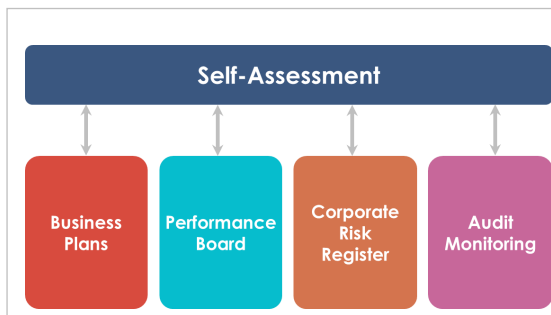 Self-Assessment
Business
Plans
Performance
Board
Corporate
Risk
Register
Audit
Monitoring